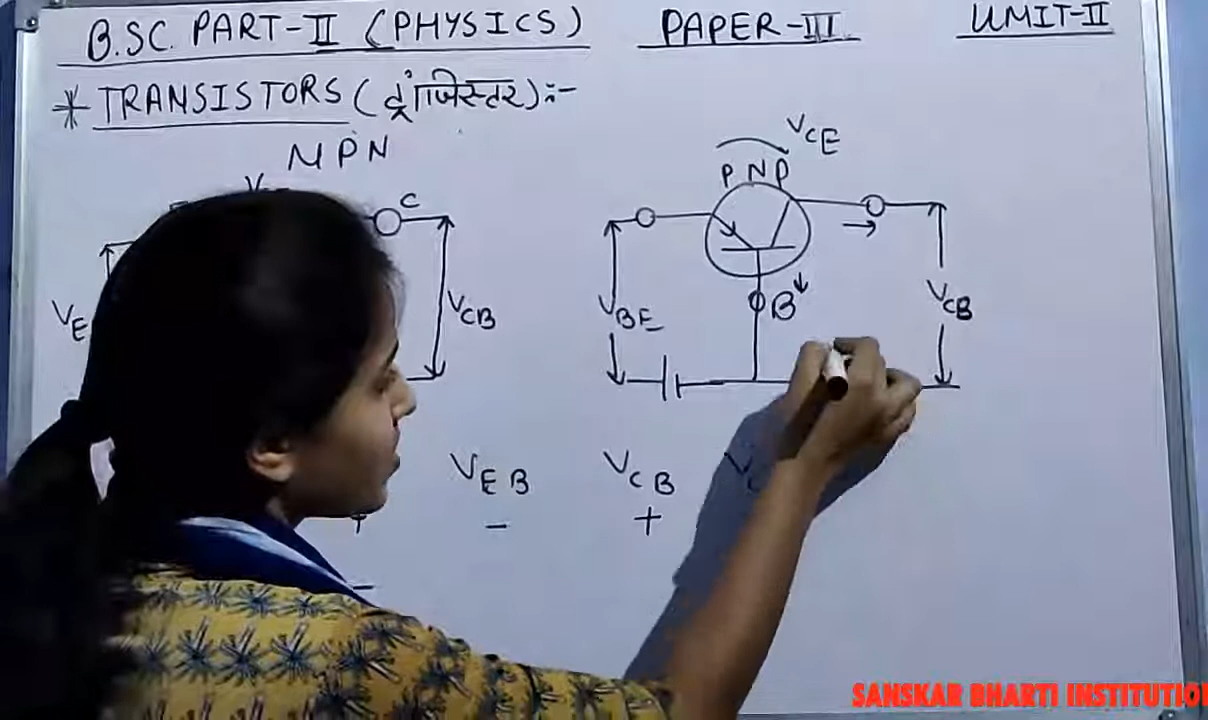 B.SC. PART-II (PHYSICS) PAPER-III UNIT-II
* TRANSISTORS (ट्रांजिस्टर) :-
NPN
VCE
PNP
C
VE
VCB
VBE
B
VCB
VEB VCB
+ - +
-
SANSKAR BHARTI INSTITUTION